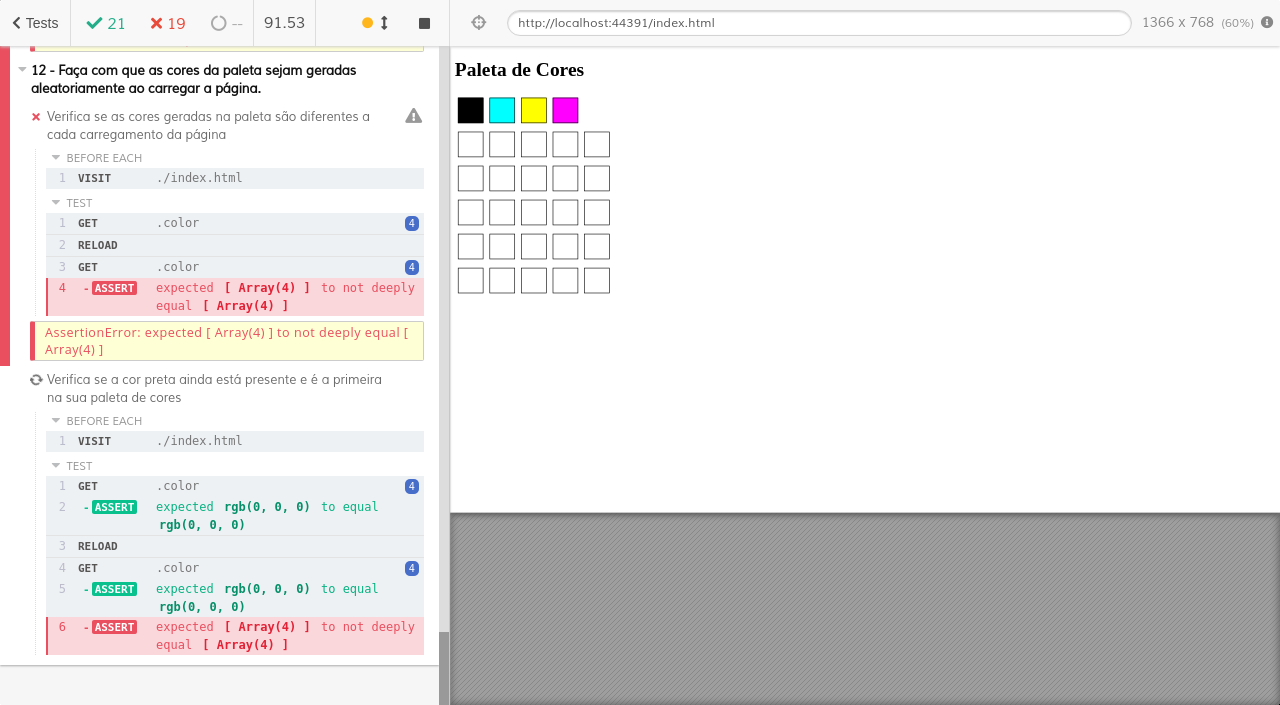 Tests
21
19
--
91.53
http://localhost:44391/index.html
1366 x 768 (60%)
12 - Faça com que as cores da paleta sejam geradas
aleatoriamente ao carregar a página.
Verifica se as cores geradas na paleta são diferentes a
cada carregamento da página
BEFORE EACH
1 VISIT ./index.html
TEST
1 GET .color 4
2 RELOAD
3 GET .color 4
4 -ASSERT expected [ Array(4) ] to not deeply
equal [ Array(4) ]
AssertionError: expected [ Array(4) ] to not deeply equal [
Array(4) ]
Verifica se a cor preta ainda está presente e é a primeira
na sua paleta de cores
BEFORE EACH
1 VISIT ./index.html
TEST
1 GET .color 4
2 -ASSERT expected rgb(0, 0, 0) to equal
rgb(0, 0, 0)
3 RELOAD
4 GET .color 4
5 -ASSERT expected rgb(0, 0, 0) to equal
rgb(0, 0, 0)
6 -ASSERT expected [ Array(4) ] to not deeply
equal [ Array(4) ]
Paleta de Cores